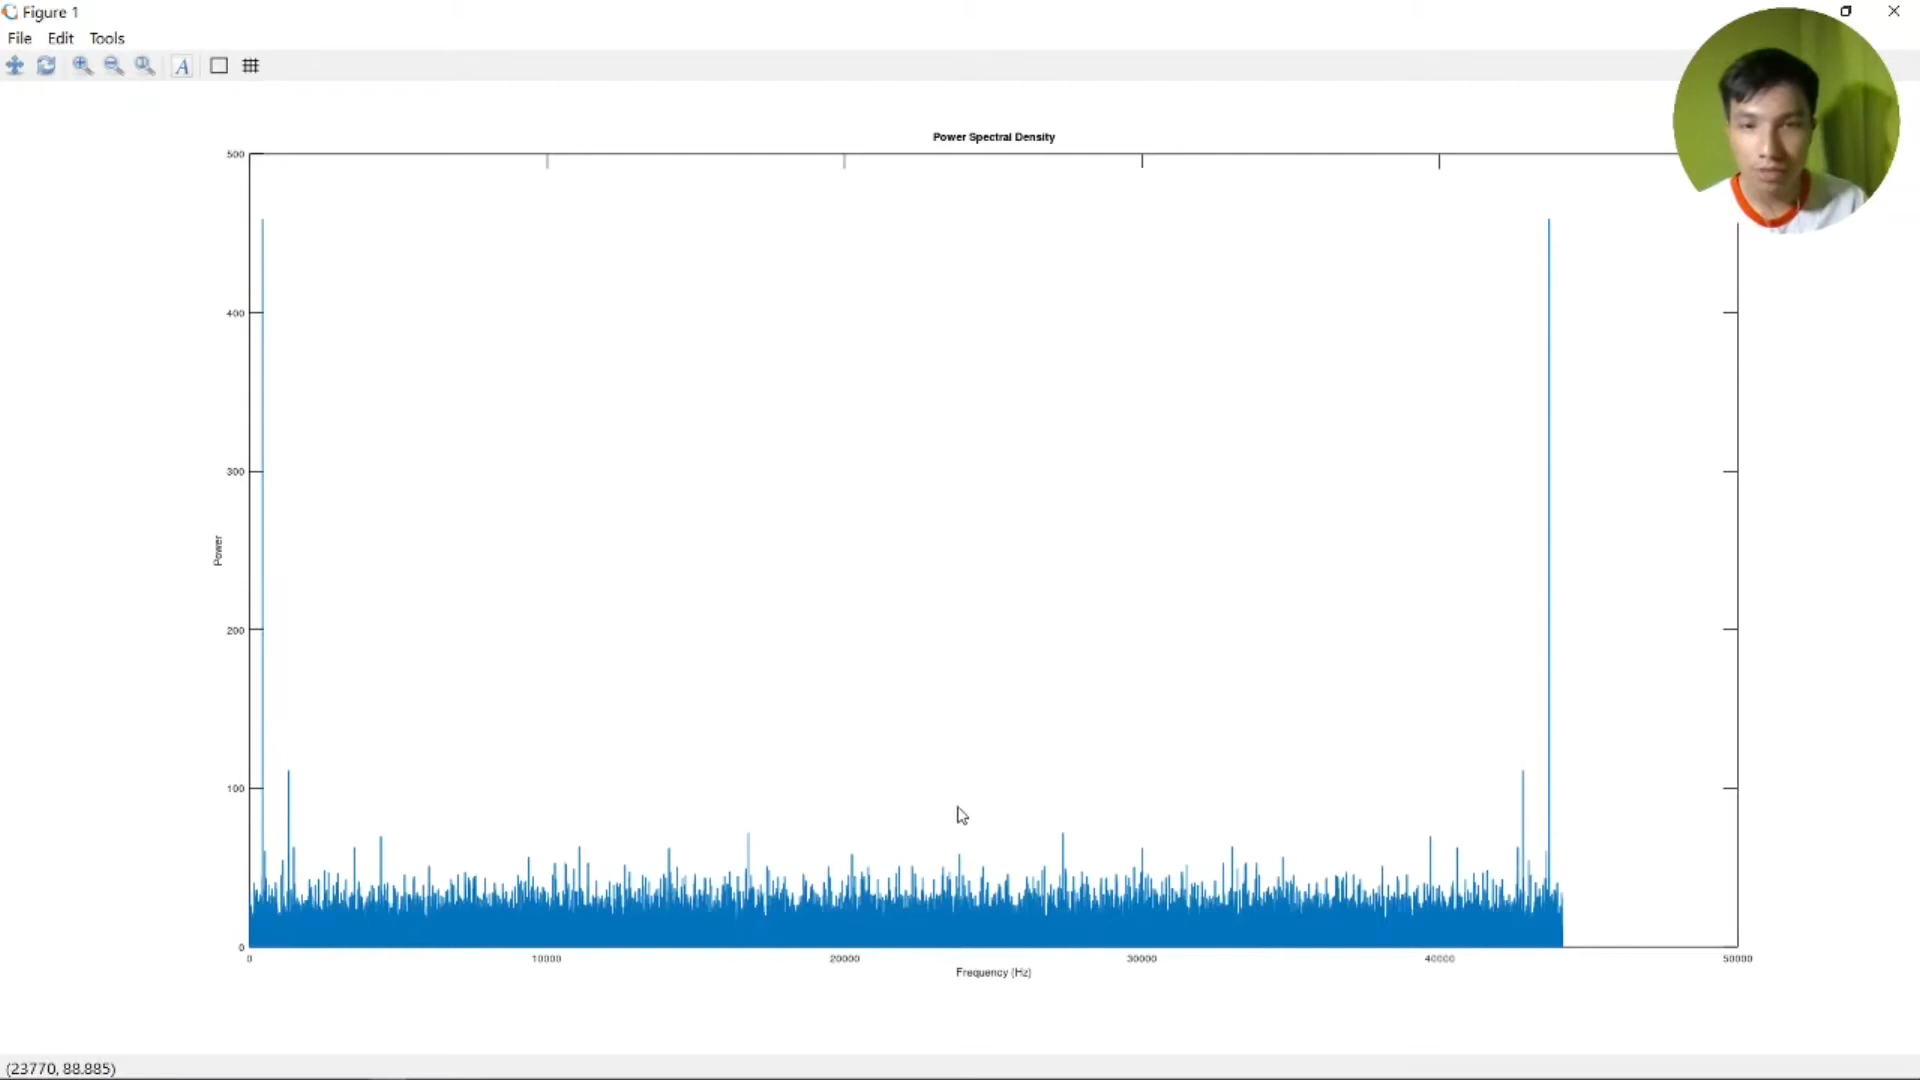 Figure 1
File Edit Tools
A
Power Spectral Density
500
400
300
200
100
0
Power
0 10000 20000 30000 40000 50000
Frequency (Hz)
(23770, 88.885)